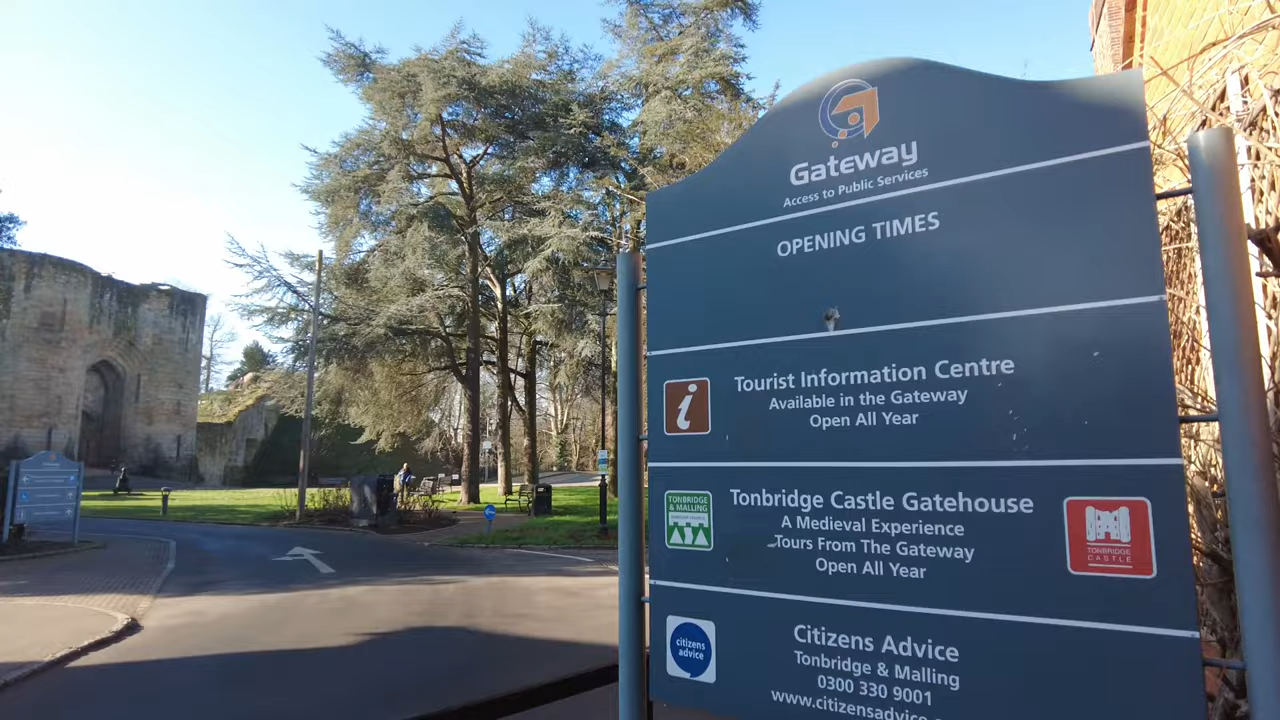 Gateway
Access to Public Services
OPENING TIMES
Tourist Information Centre
Available in the Gateway
Open All Year
TONBRIDGE
& MALLING
Tonbridge Castle Gatehouse
A Medieval Experience
Tours From The Gateway
Open All Year
TONBRIDGE
CASTLE
citizens
advice
Citizens Advice
Tonbridge & Malling
0300 330 9001
www.citizensadvice